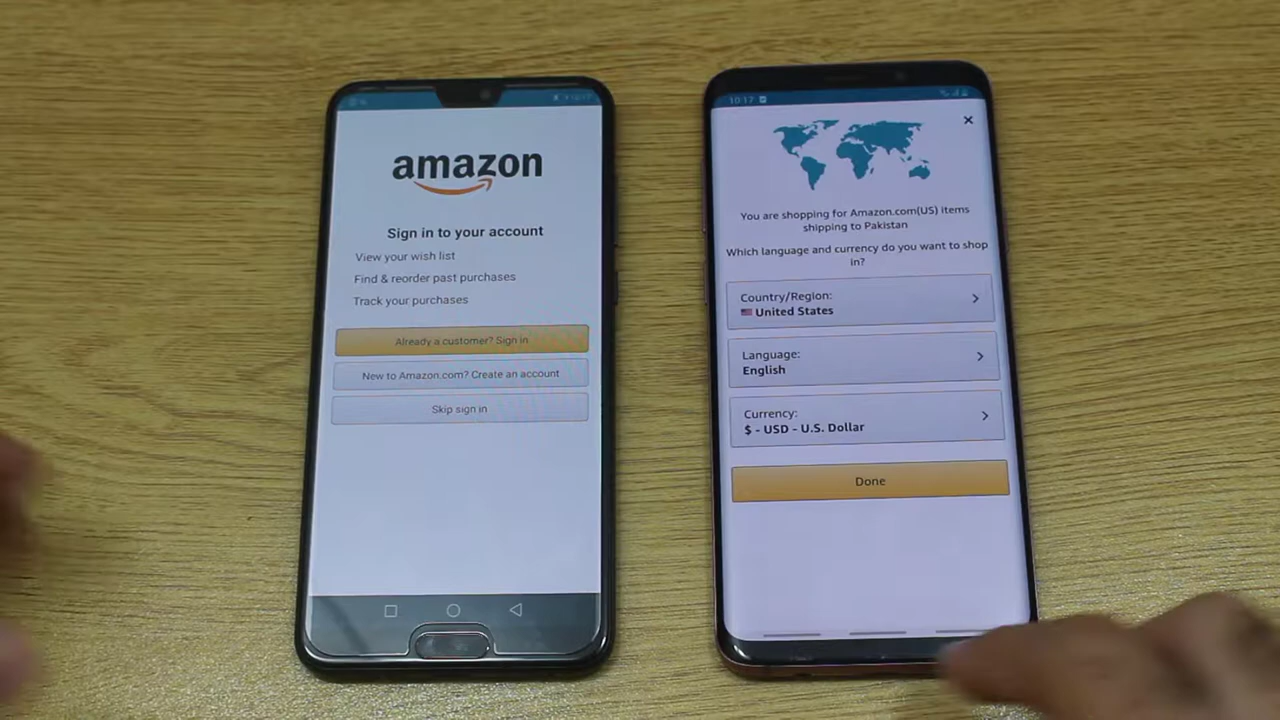 amazon
Sign in to your account
View your wish list
Find & reorder past purchases
Track your purchases
Already a customer? Sign in
New to Amazon.com? Create an account
Skip sign in
10:17
You are shopping for Amazon.com(US) items
shipping to Pakistan
Which language and currency do you want to shop
in?
Country/Region:
United States
Language:
English
Currency:
$ - USD - U.S. Dollar
Done